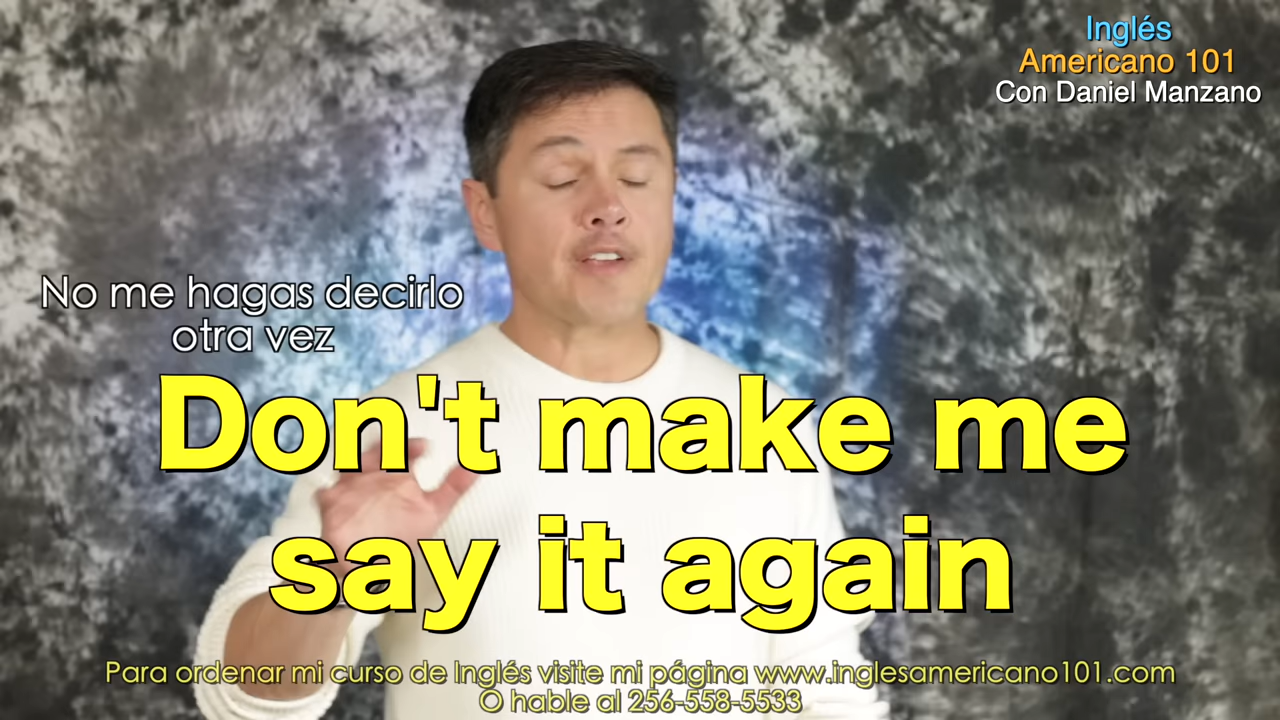 Inglés
Americano 101
Con Daniel Manzano
No me hagas decirlo
otra vez
Don't make me
say it again
Para ordenar mi curso de Inglés visite mi página www.inglesamericano101.com
O hable al 256-558-5533